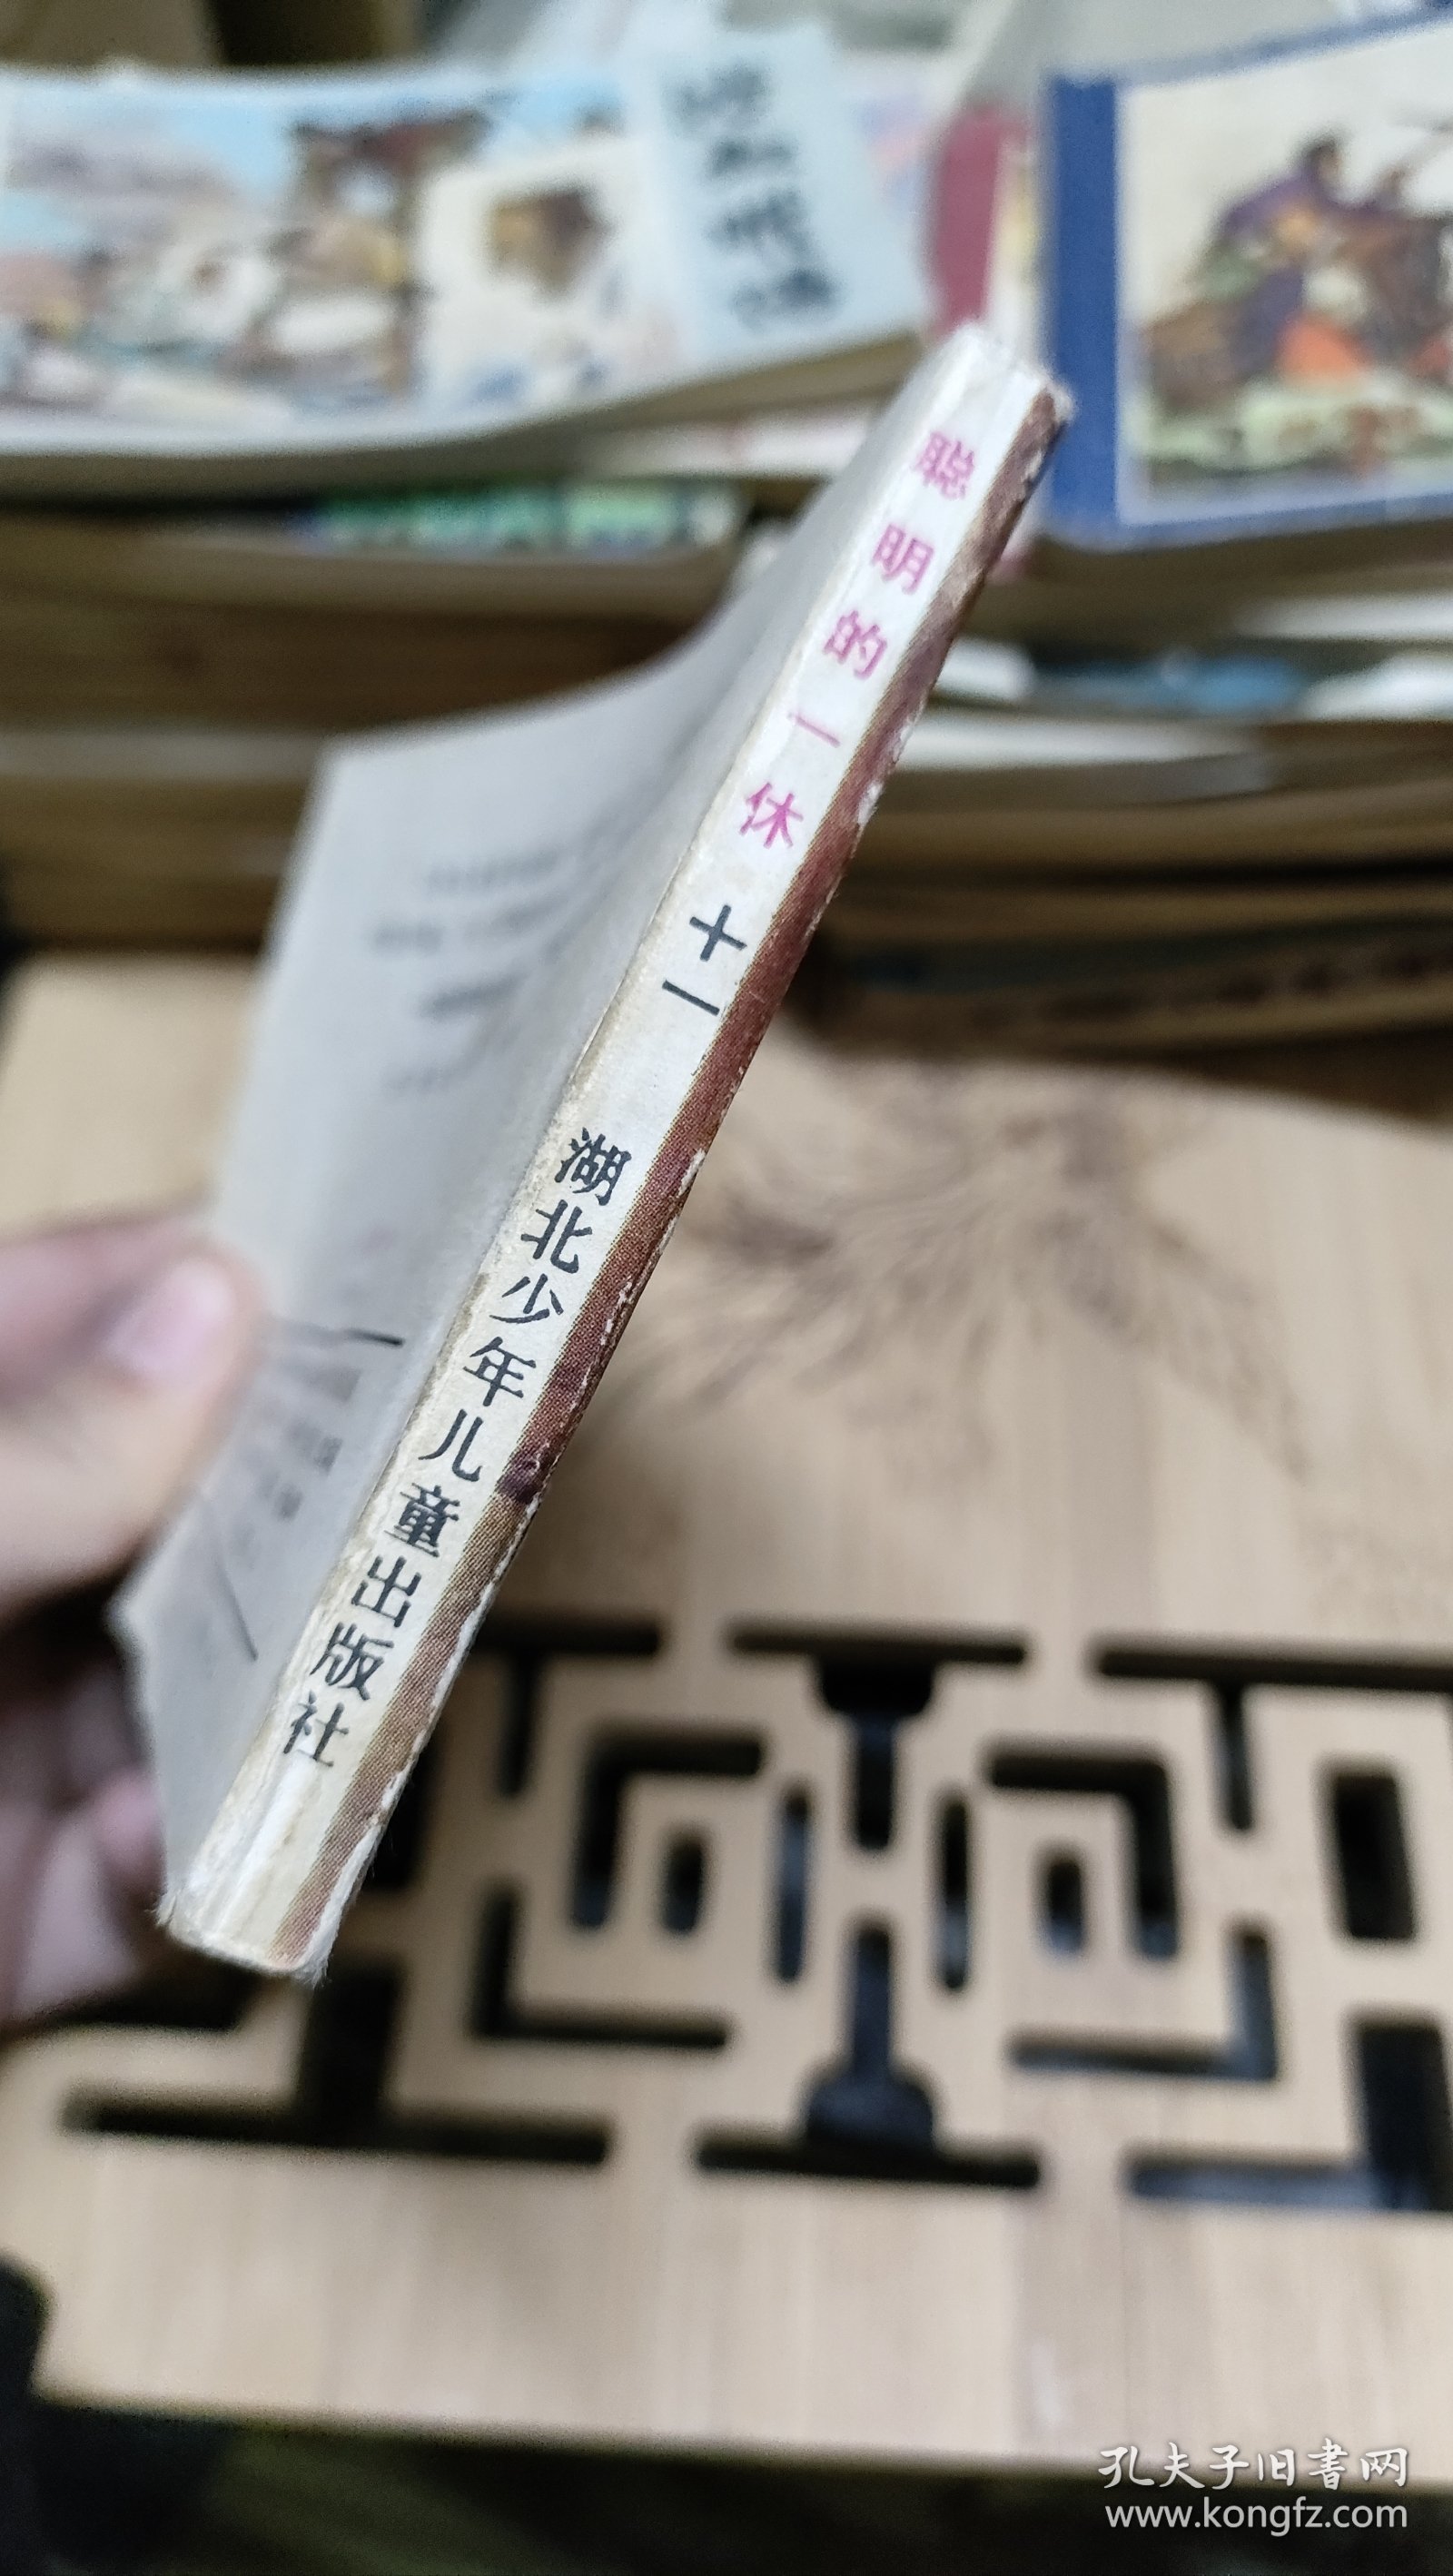 聪明的一休 十一 湖北少年儿童出版社
孔夫子旧书网
www.kongfz.com